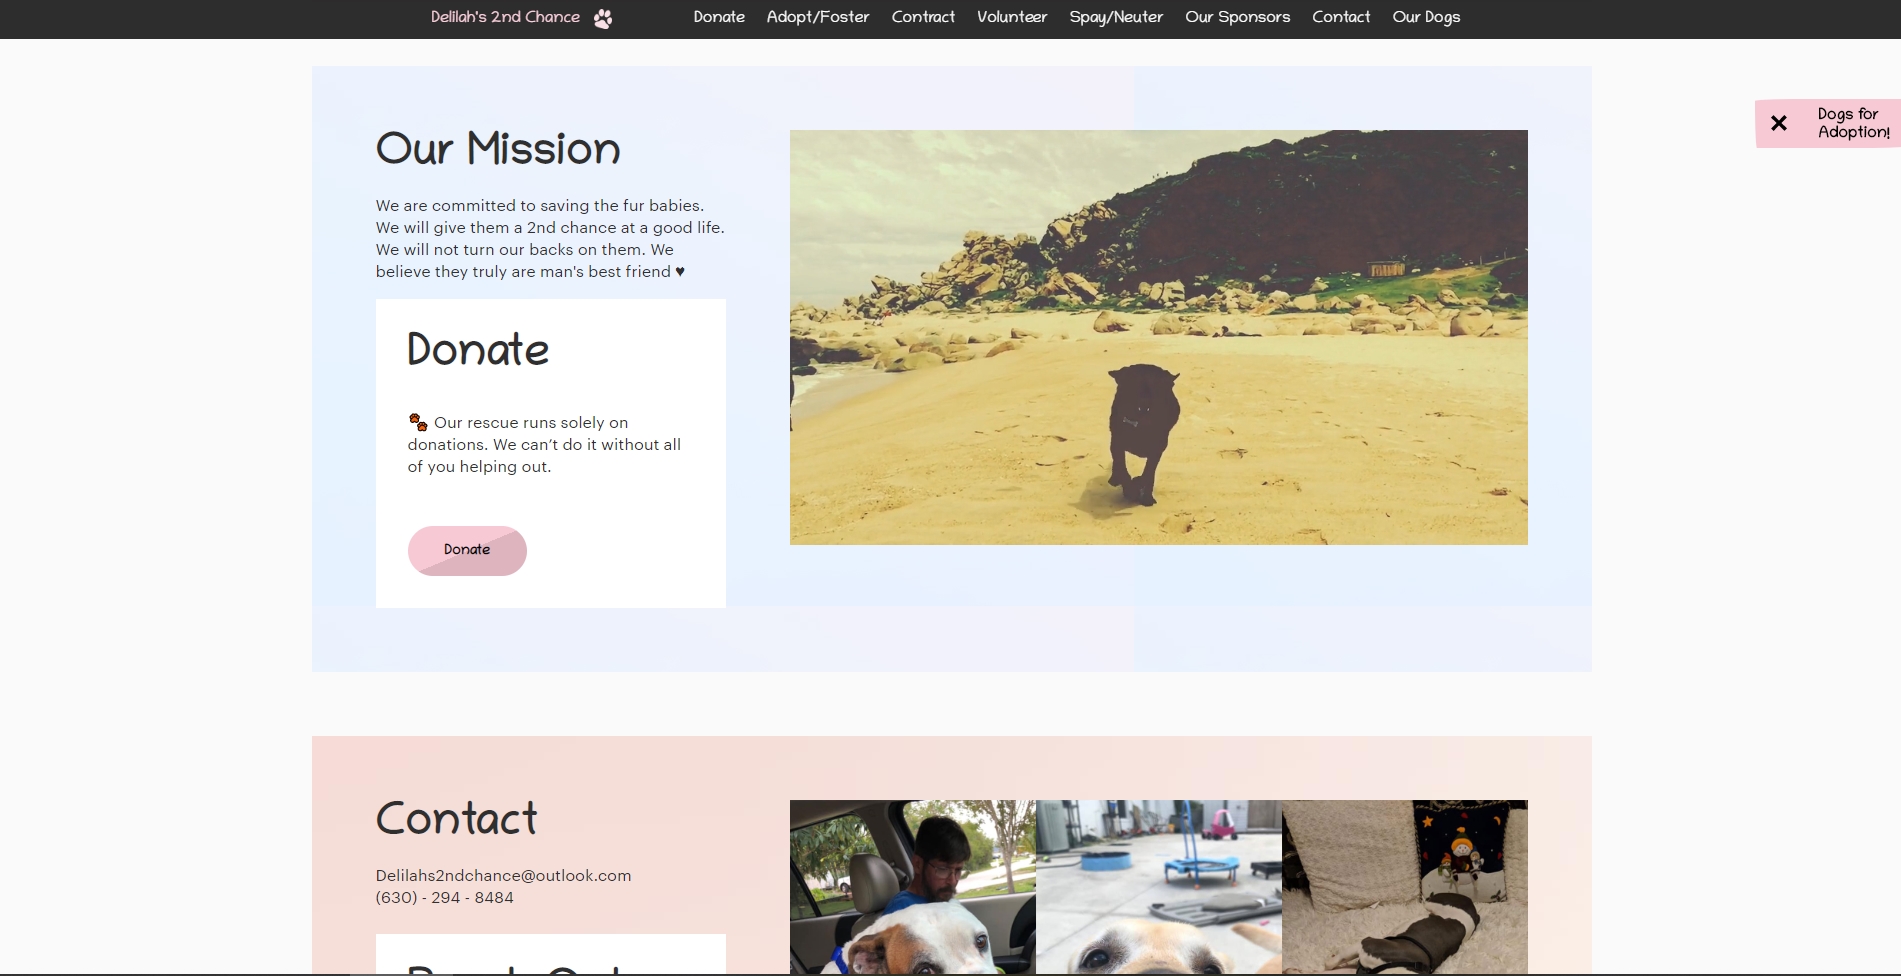 Delilah's 2nd Chance
Donate Adopt/Foster Contract Volunteer Spay/Neuter Our Sponsors Contact Our Dogs
Dogs for
Adoption!
Our Mission
We are committed to saving the fur babies.
We will give them a 2nd chance at a good life.
We will not turn our backs on them. We
believe they truly are man's best friend ♥
Donate
🐾 Our rescue runs solely on
donations. We can’t do it without all
of you helping out.
Donate
Contact
Delilahs2ndchance@outlook.com
(630) - 294 - 8484